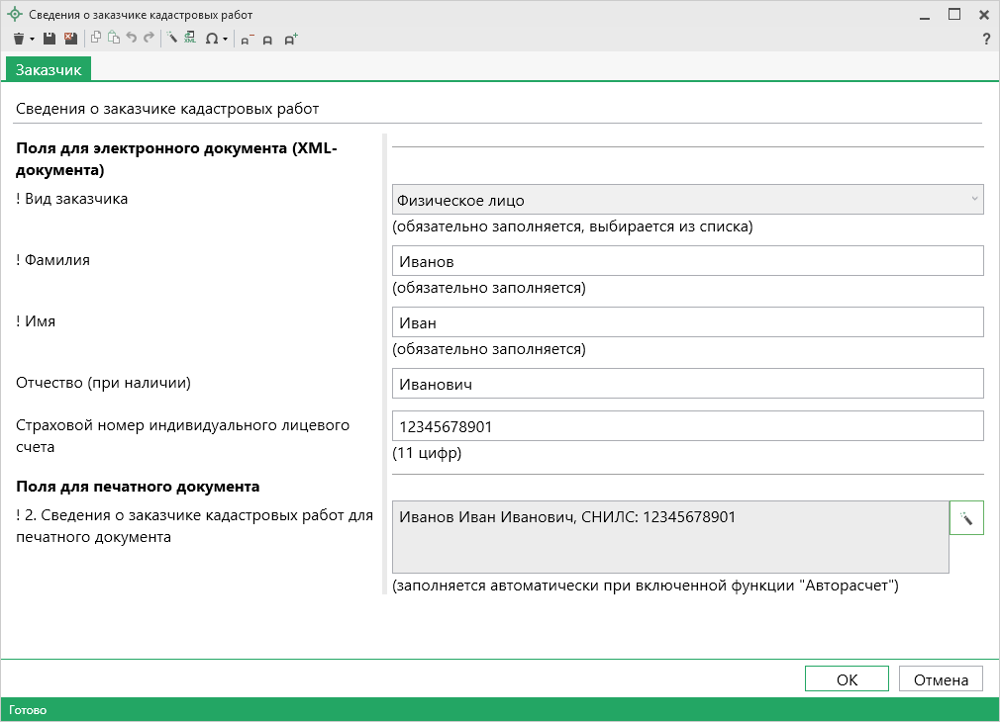 Сведения о заказчике кадастровых работ
?
Заказчик
Сведения о заказчике кадастровых работ
Поля для электронного документа (XML-
документа)
! Вид заказчика
Физическое лицо
(обязательно заполняется, выбирается из списка)
! Фамилия
Иванов
(обязательно заполняется)
! Имя
Иван
(обязательно заполняется)
Отчество (при наличии)
Иванович
Страховой номер индивидуального лицевого
счета
12345678901
(11 цифр)
Поля для печатного документа
! 2. Сведения о заказчике кадастровых работ для
печатного документа
Иванов Иван Иванович, СНИЛС: 12345678901
(заполняется автоматически при включенной функции "Авторасчет")
ОК
Отмена
Готово